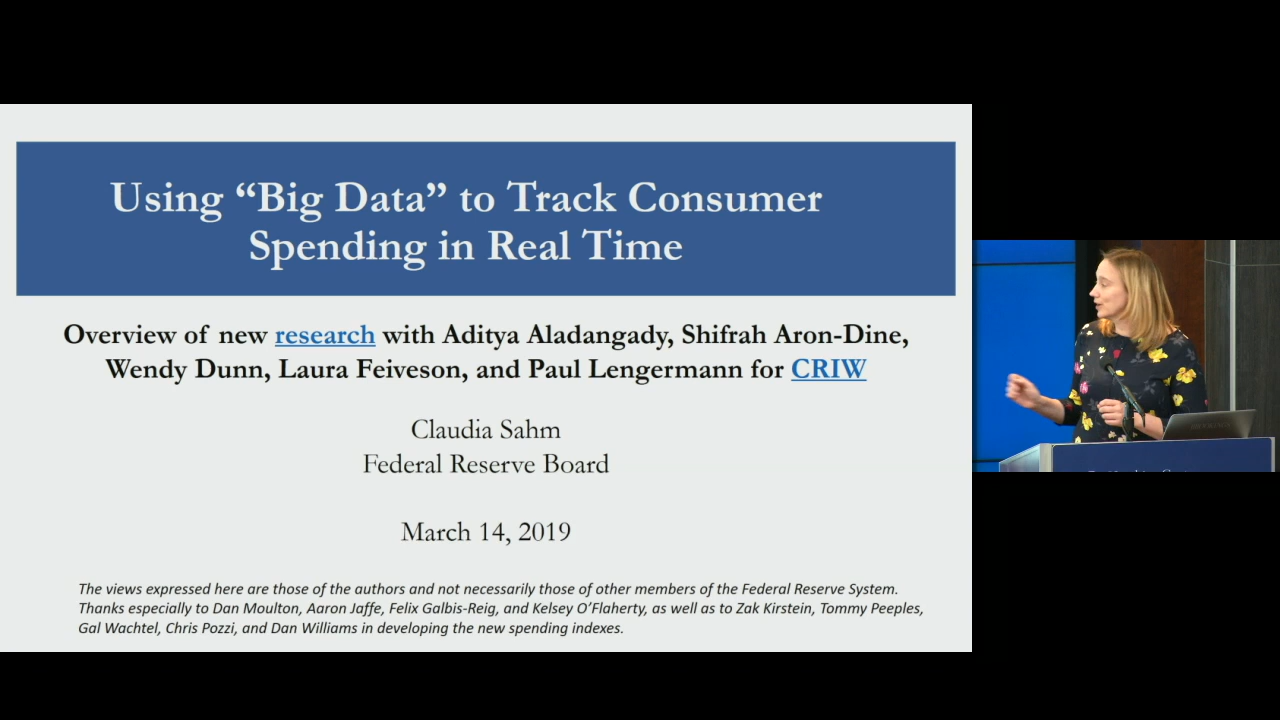 Using “Big Data” to Track Consumer
Spending in Real Time
Overview of new research with Aditya Aladangady, Shifrah Aron-Dine,
Wendy Dunn, Laura Feiveson, and Paul Lengermann for CRIW
Claudia Sahm
Federal Reserve Board
March 14, 2019
The views expressed here are those of the authors and not necessarily those of other members of the Federal Reserve System.
Thanks especially to Dan Moulton, Aaron Jaffe, Felix Galbis-Reig, and Kelsey O’Flaherty, as well as to Zak Kirstein, Tommy Peeples,
Gal Wachtel, Chris Pozzi, and Dan Williams in developing the new spending indexes.